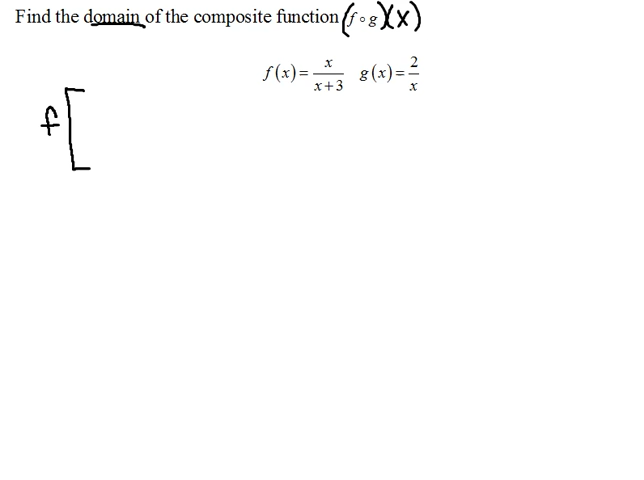 Find the domain of the composite function (f∘g)(x)
f(x) = x/(x+3) g(x) = 2/x
f[